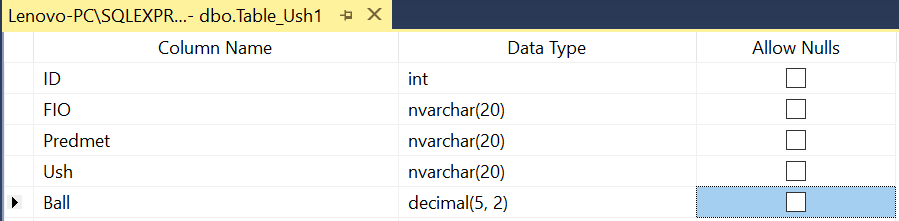 Lenovo-PC\SQLEXPR...- dbo.Table_Ush1
Column Name Data Type Allow Nulls
ID int
FIO nvarchar(20)
Predmet nvarchar(20)
Ush nvarchar(20)
Ball decimal(5, 2)